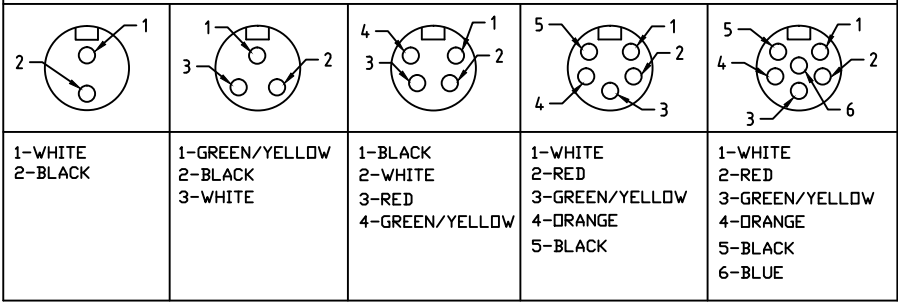 1
2
1
3
2
4
1
3
2
5
1
2
4
3
5
1
4
2
3
6
1-WHITE
2-BLACK
1-GREEN/YELLOW
2-BLACK
3-WHITE
1-BLACK
2-WHITE
3-RED
4-GREEN/YELLOW
1-WHITE
2-RED
3-GREEN/YELLOW
4-ORANGE
5-BLACK
1-WHITE
2-RED
3-GREEN/YELLOW
4-ORANGE
5-BLACK
6-BLUE